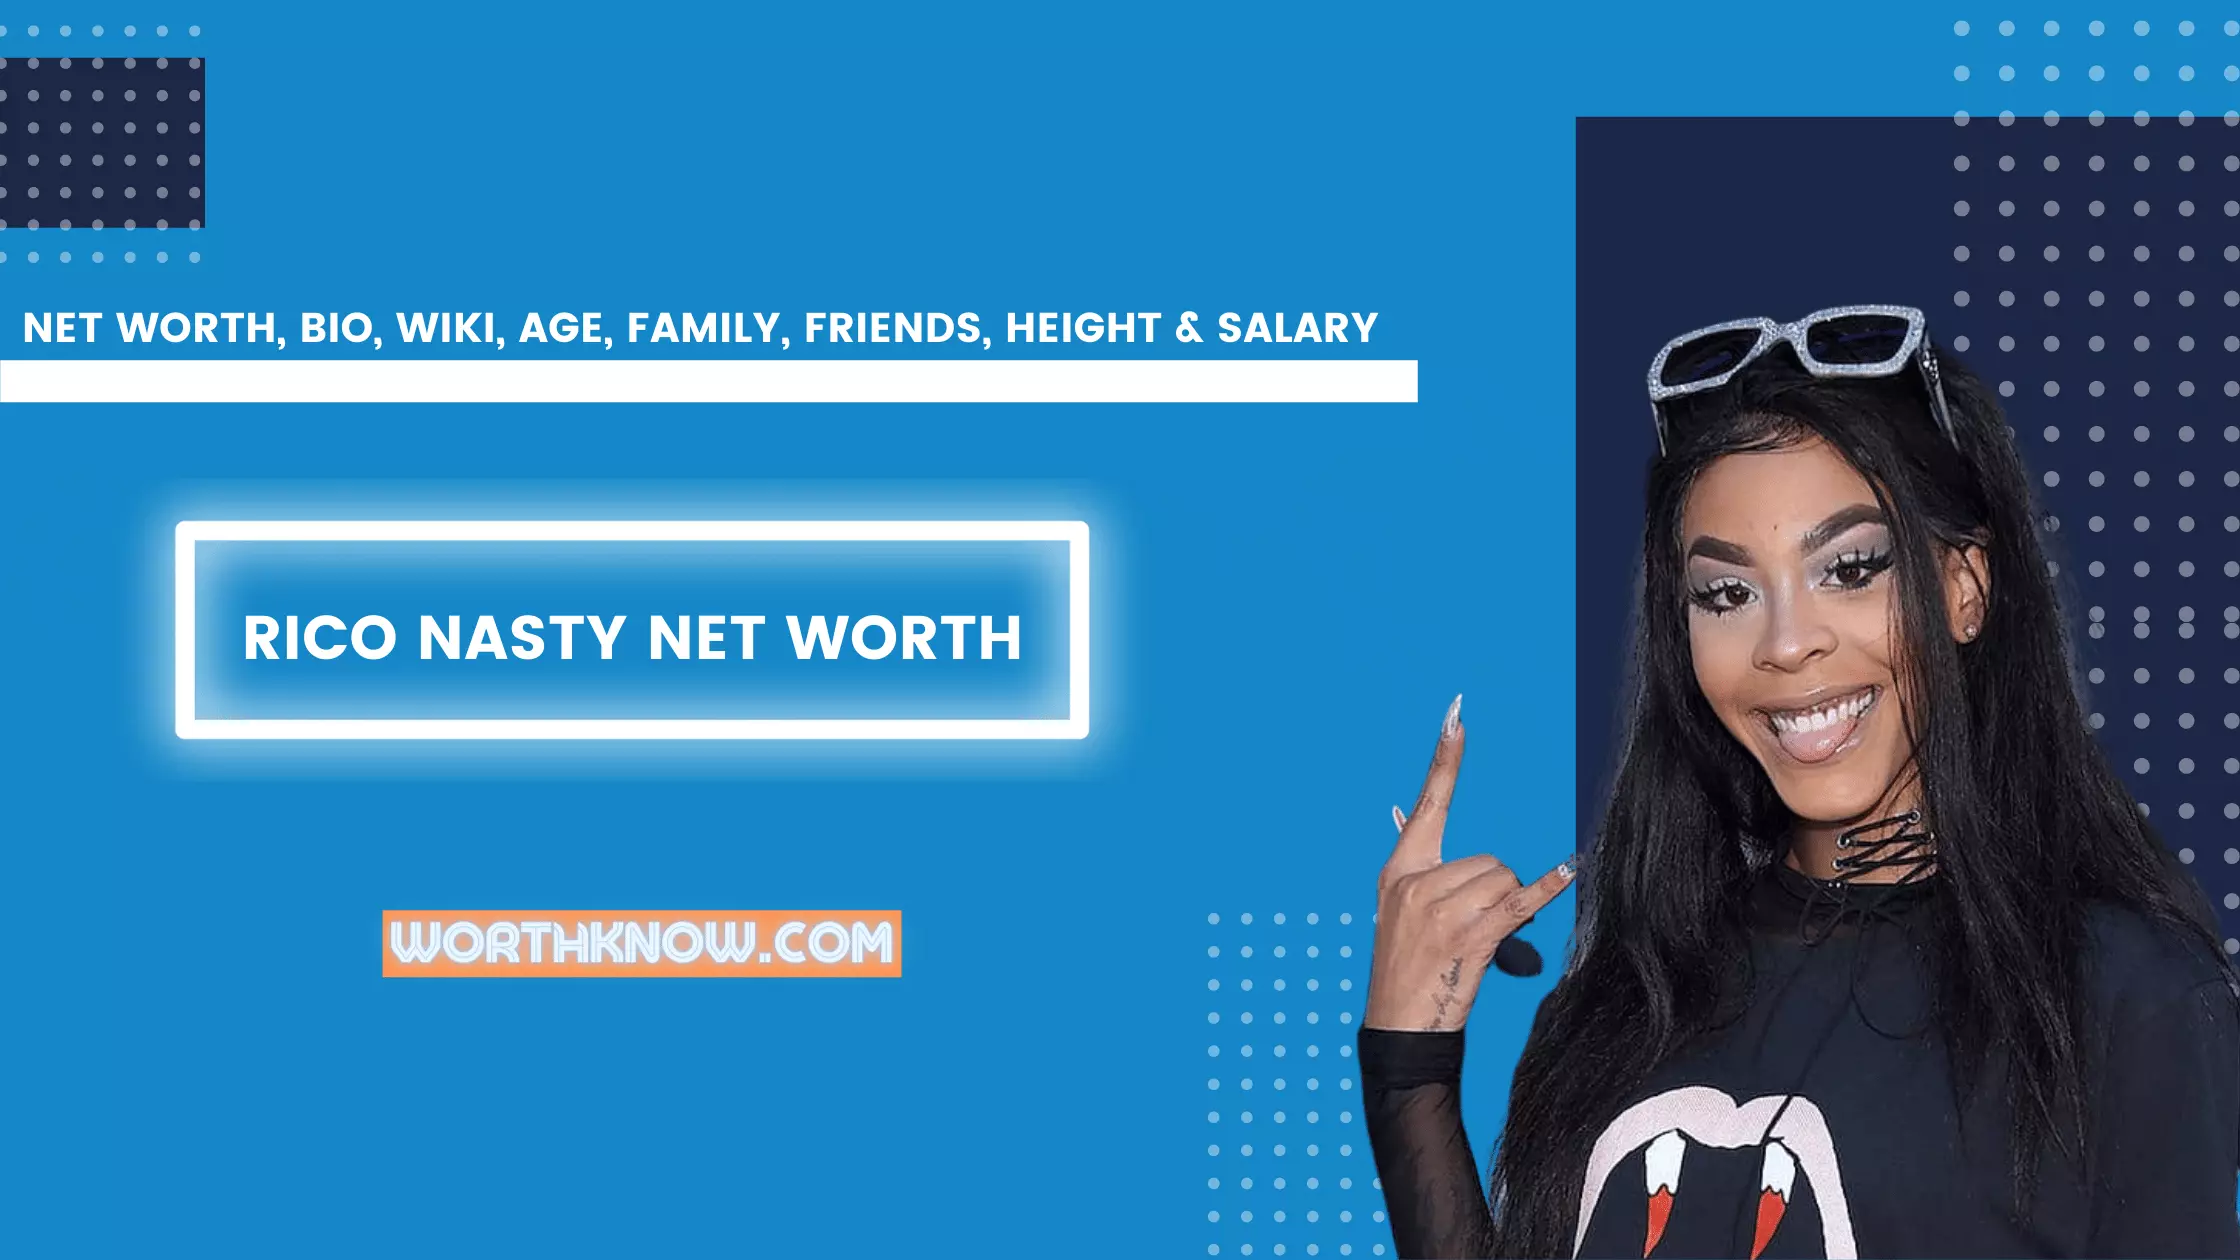 NET WORTH, BIO, WIKI, AGE, FAMILY, FRIENDS, HEIGHT & SALARY
RICO NASTY NET WORTH
WORTHKNOW.COM